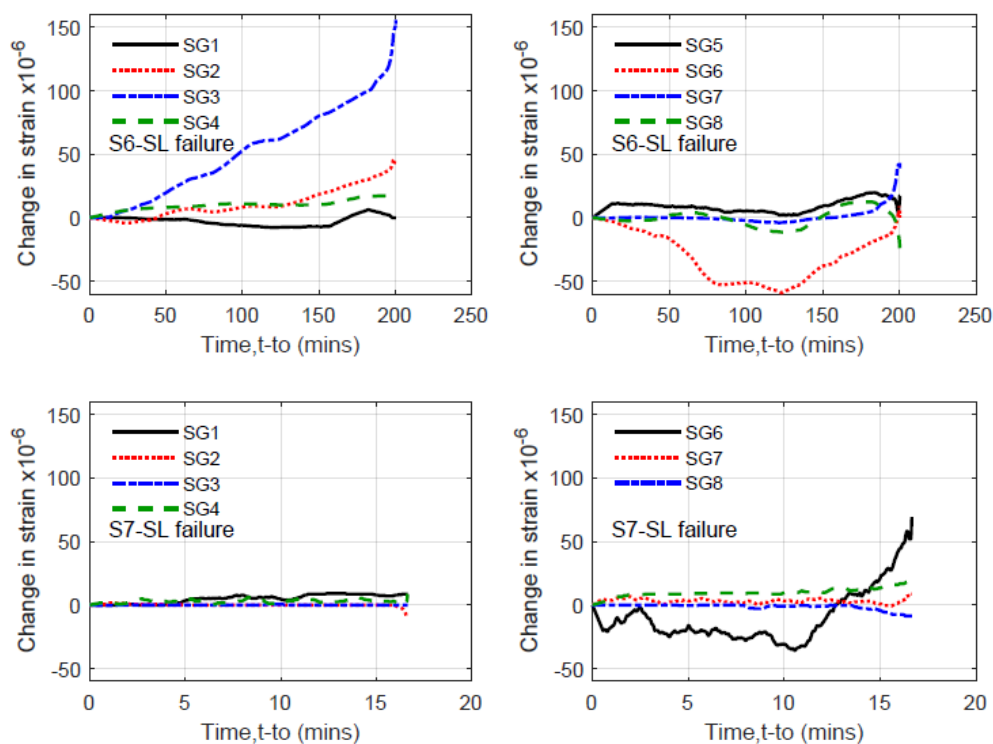 Change in strain x10-6
150
100
50
0
-50
SG1
SG2
SG3
SG4
S6-SL failure
0 50 100 150 200 250
Time,t-to (mins)
Change in strain x10-6
150
100
50
0
-50
SG5
SG6
SG7
SG8
S6-SL failure
0 50 100 150 200 250
Time,t-to (mins)
Change in strain x10-6
150
100
50
0
-50
SG1
SG2
SG3
SG4
S7-SL failure
0 5 10 15 20
Time,t-to (mins)
Change in strain x10-6
150
100
50
0
-50
SG6
SG7
SG8
S7-SL failure
0 5 10 15 20
Time,t-to (mins)